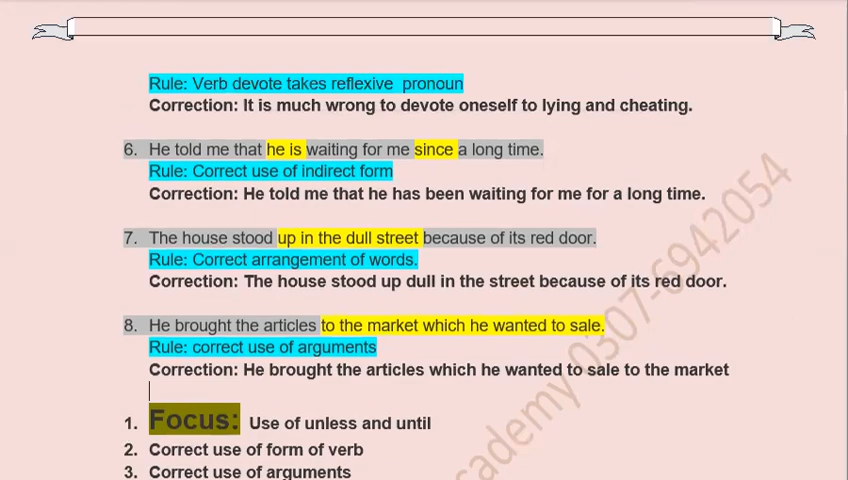 Rule: Verb devote takes reflexive pronoun
Correction: It is much wrong to devote oneself to lying and cheating.
6. He told me that he is waiting for me since a long time.
Rule: Correct use of indirect form
Correction: He told me that he has been waiting for me for a long time.
7. The house stood up in the dull street because of its red door.
Rule: Correct arrangement of words.
Correction: The house stood up dull in the street because of its red door.
8. He brought the articles to the market which he wanted to sale.
Rule: correct use of arguments
Correction: He brought the articles which he wanted to sale to the market
1. Focus: Use of unless and until
2. Correct use of form of verb
3. Correct use of arguments
cademy 0307-6942054